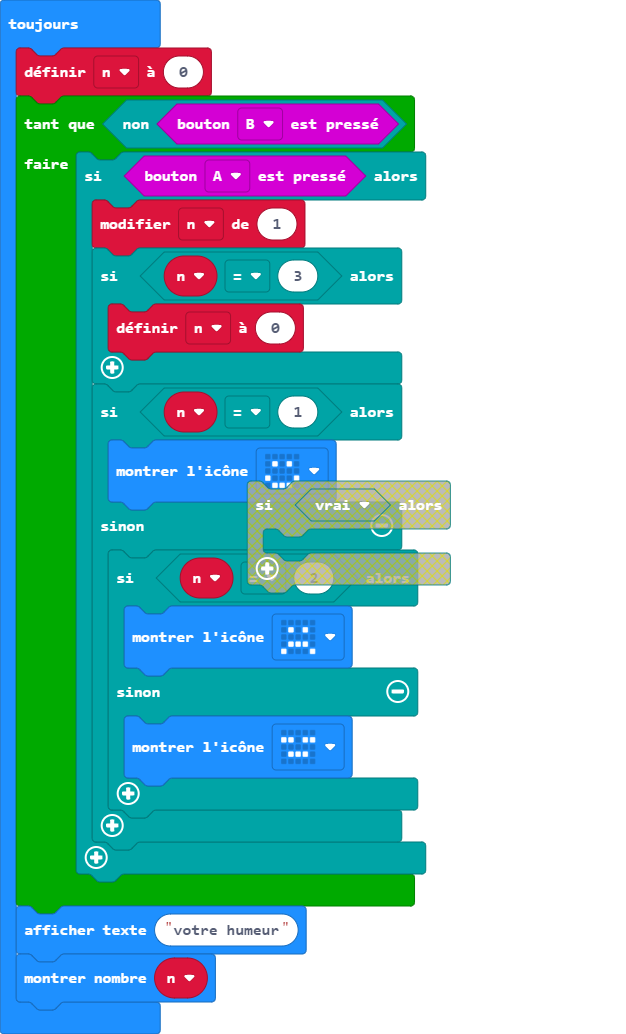 toujours
définir n à 0
tant que non bouton B est pressé
faire
si bouton A est pressé alors
modifier n de 1
si n = 3 alors
définir n à 0
si n = 1 alors
montrer l'icône
si vrai alors
sinon
si n = 2 alors
montrer l'icône
sinon
montrer l'icône
afficher texte "votre humeur"
montrer nombre n